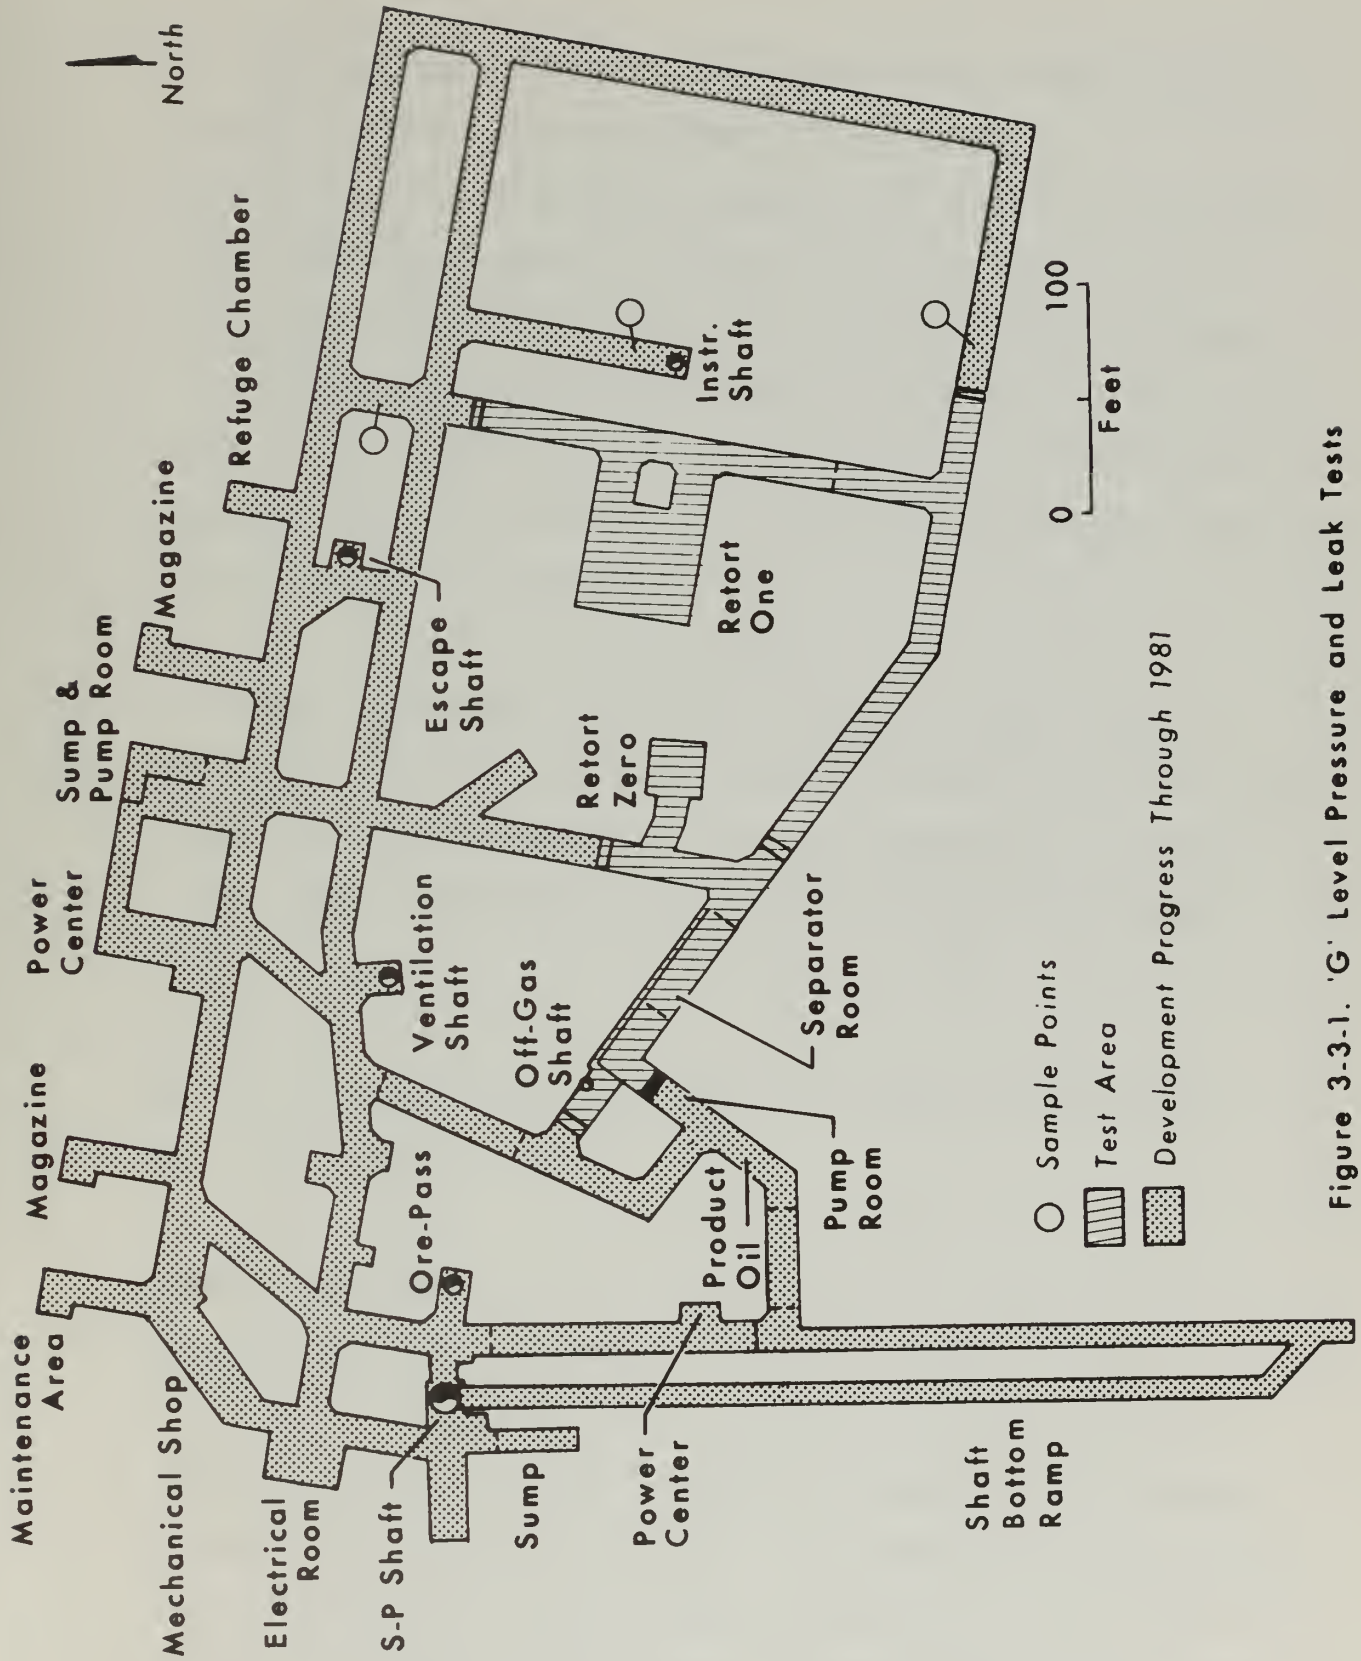 North
Maintenance
Area
Magazine
Power
Center
Sump &
Pump Room
Magazine
Refuge Chamber
Mechanical Shop
Electrical
Room
S-P Shaft
Ore-Pass
Ventilation
Shaft
Escape
Shaft
Instr.
Shaft
Sump
Off-Gas
Shaft
Retort
Zero
Retort
One
Power
Center
Product
Oil
Pump
Room
Separator
Room
Shaft
Bottom
Ramp
0 100
Feet
Sample Points
Test Area
Development Progress Through 1981
Figure 3-3-1. 'G' Level Pressure and Leak Tests